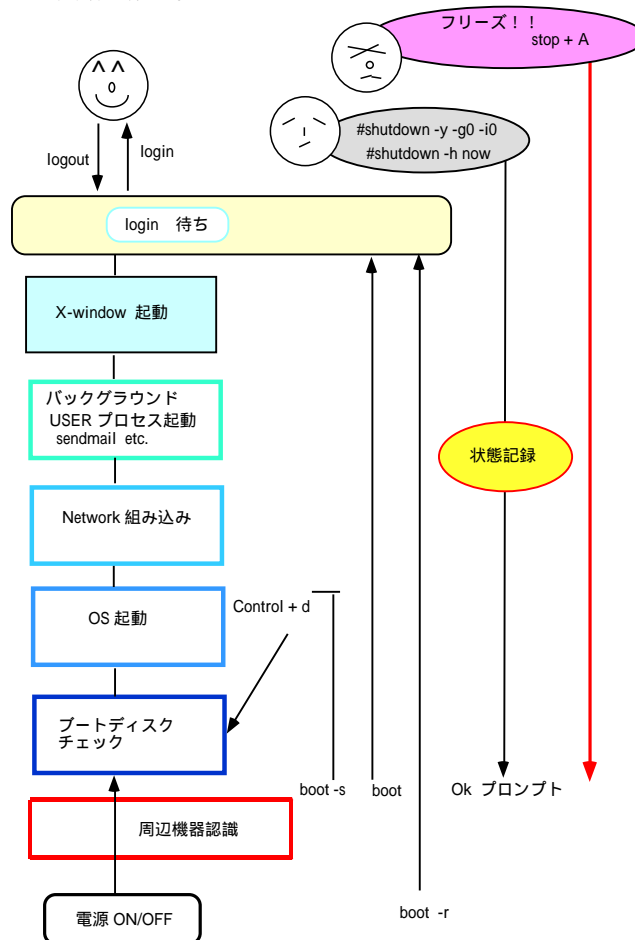 フリーズ！！
stop + A
#shutdown -y -g0 -i0
#shutdown -h now
logout
login
login 待ち
X-window 起動
バックグラウンド
USER プロセス起動
sendmail etc.
状態記録
Network 組み込み
Control + d
OS 起動
ブートディスク
チェック
boot -s
boot
Ok プロンプト
周辺機器認識
電源 ON/OFF
boot -r